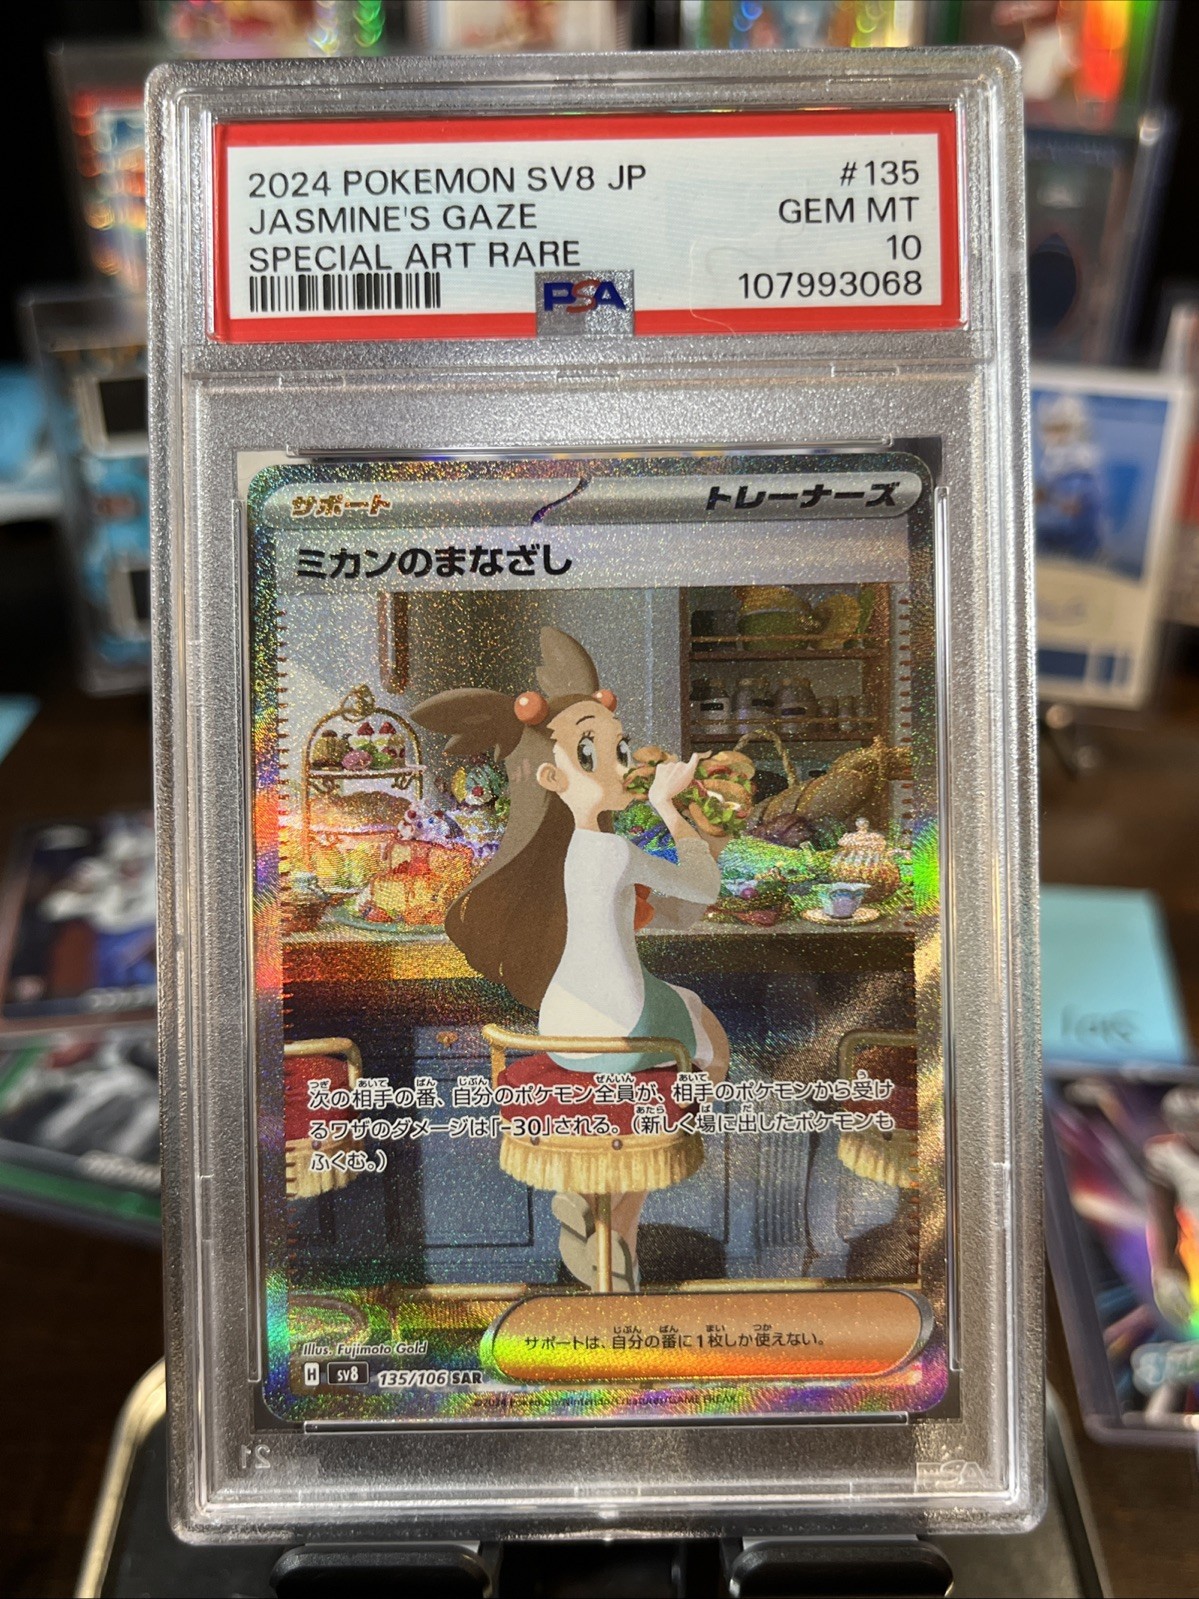 2024 POKEMON SV8 JP #135
JASMINE'S GAZE GEM MT
SPECIAL ART RARE 10
PSA 107993068
サポート トレーナーズ
ミカンのまなざし
次の相手の番、自分のポケモン全員が、相手のポケモンから受け
るワザのダメージは「-30」される。(新しく場に出したポケモンも
ふくむ。)
サポートは、自分の番に1枚しか使えない。
Illus. Fujimoto Gold
H sv8 135/106 SAR
©2024 Pokémon/Nintendo/Creatures/GAME FREAK